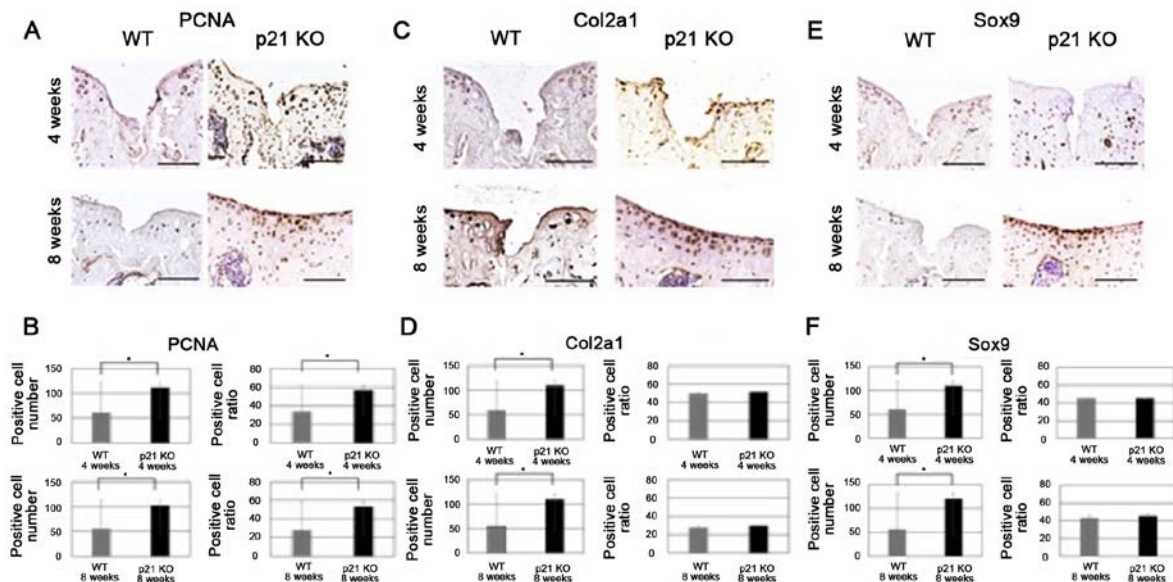 PCNA
Col2a1
Sox9
A
WT
p21 KO
C
WT
p21 KO
E
WT
p21 KO
4 weeks
4 weeks
4 weeks
8 weeks
8 weeks
8 weeks
B
PCNA
D
Col2a1
F
Sox9
Positive cell
number
150
100
50
0
*
WT
4 weeks
p21 KO
4 weeks
Positive cell
ratio
80
60
40
20
0
*
WT
4 weeks
p21 KO
4 weeks
Positive cell
number
150
100
50
0
*
WT
4 weeks
p21 KO
4 weeks
Positive cell
ratio
80
60
40
20
0
WT
4 weeks
p21 KO
4 weeks
Positive cell
number
150
100
50
0
*
WT
4 weeks
p21 KO
4 weeks
Positive cell
ratio
80
60
40
20
0
WT
4 weeks
p21 KO
4 weeks
Positive cell
number
150
100
50
0
*
WT
8 weeks
p21 KO
8 weeks
Positive cell
ratio
80
60
40
20
0
*
WT
8 weeks
p21 KO
8 weeks
Positive cell
number
150
100
50
0
*
WT
8 weeks
p21 KO
8 weeks
Positive cell
ratio
80
60
40
20
0
WT
8 weeks
p21 KO
8 weeks
Positive cell
number
150
100
50
0
*
WT
8 weeks
p21 KO
8 weeks
Positive cell
ratio
80
60
40
20
0
WT
8 weeks
p21 KO
8 weeks